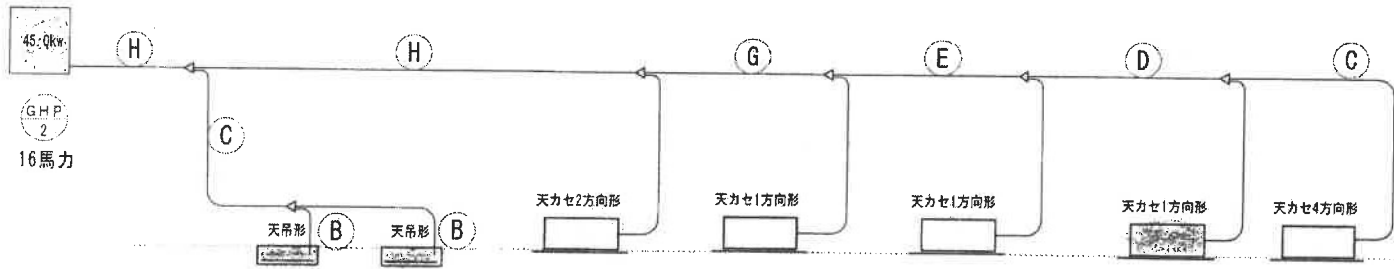 45.0kw
H
H
G
E
D
C
GHP
2
16馬力
C
天吊形
B
天吊形
B
天カセ2方向形
天カセ1方向形
天カセ1方向形
天カセ1方向形
天カセ4方向形